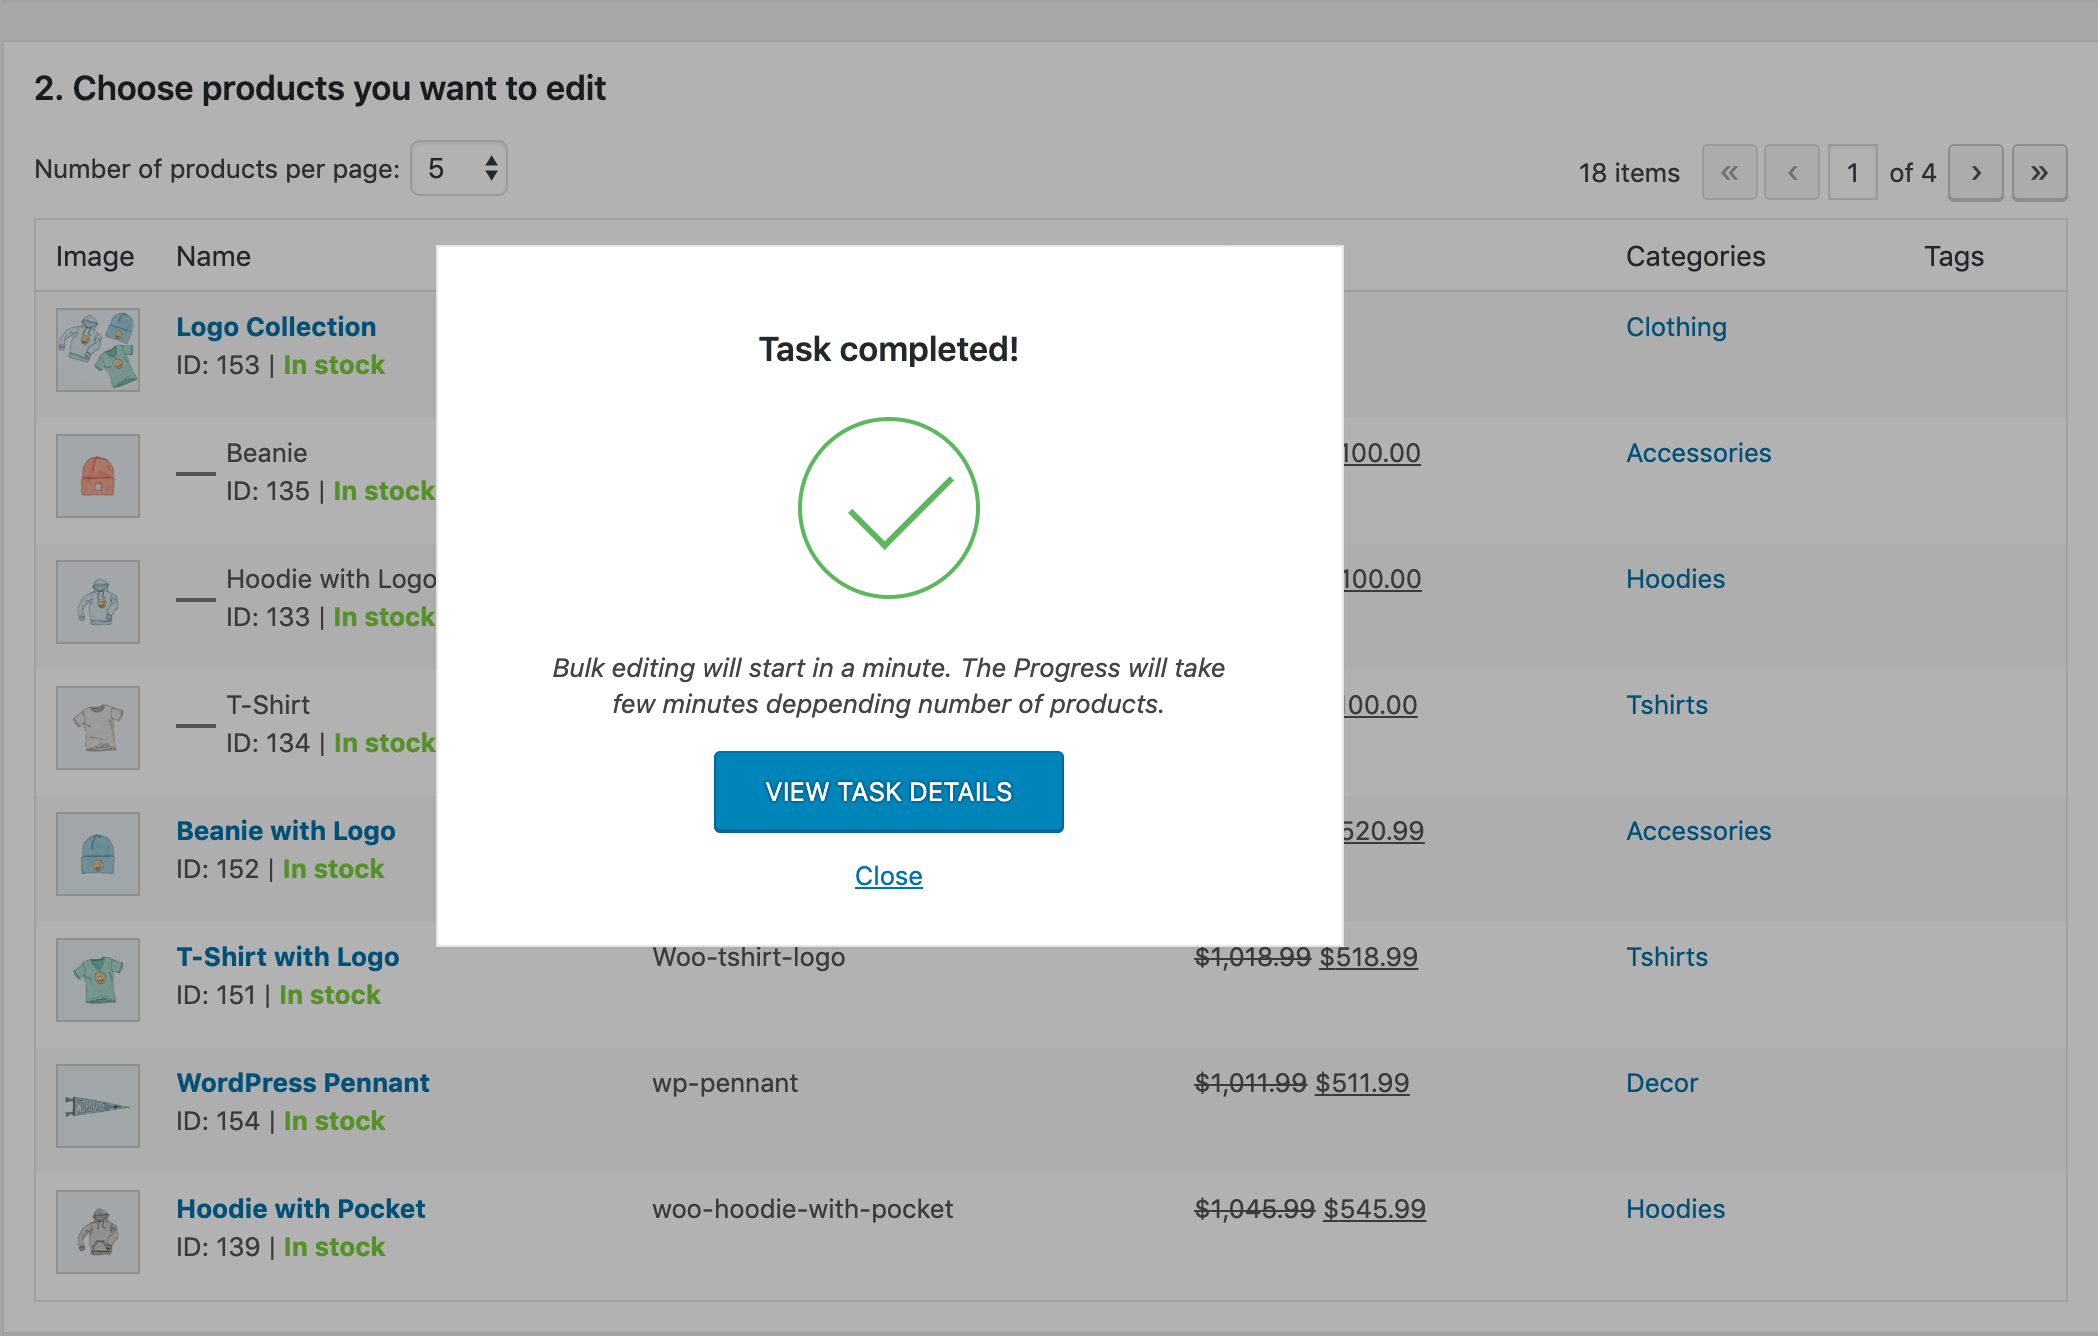 2. Choose products you want to edit
Number of products per page: 5
18 items « ‹ 1 of 4 › »
Image Name Categories Tags
Logo Collection Clothing
ID: 153 | In stock
Beanie 100.00 Accessories
ID: 135 | In stock
Hoodie with Logo 100.00 Hoodies
ID: 133 | In stock
T-Shirt 00.00 Tshirts
ID: 134 | In stock
Beanie with Logo 520.99 Accessories
ID: 152 | In stock
T-Shirt with Logo Woo-tshirt-logo $1,018.99 $518.99 Tshirts
ID: 151 | In stock
WordPress Pennant wp-pennant $1,011.99 $511.99 Decor
ID: 154 | In stock
Hoodie with Pocket woo-hoodie-with-pocket $1,045.99 $545.99 Hoodies
ID: 139 | In stock
Task completed!
Bulk editing will start in a minute. The Progress will take
few minutes deppending number of products.
VIEW TASK DETAILS
Close